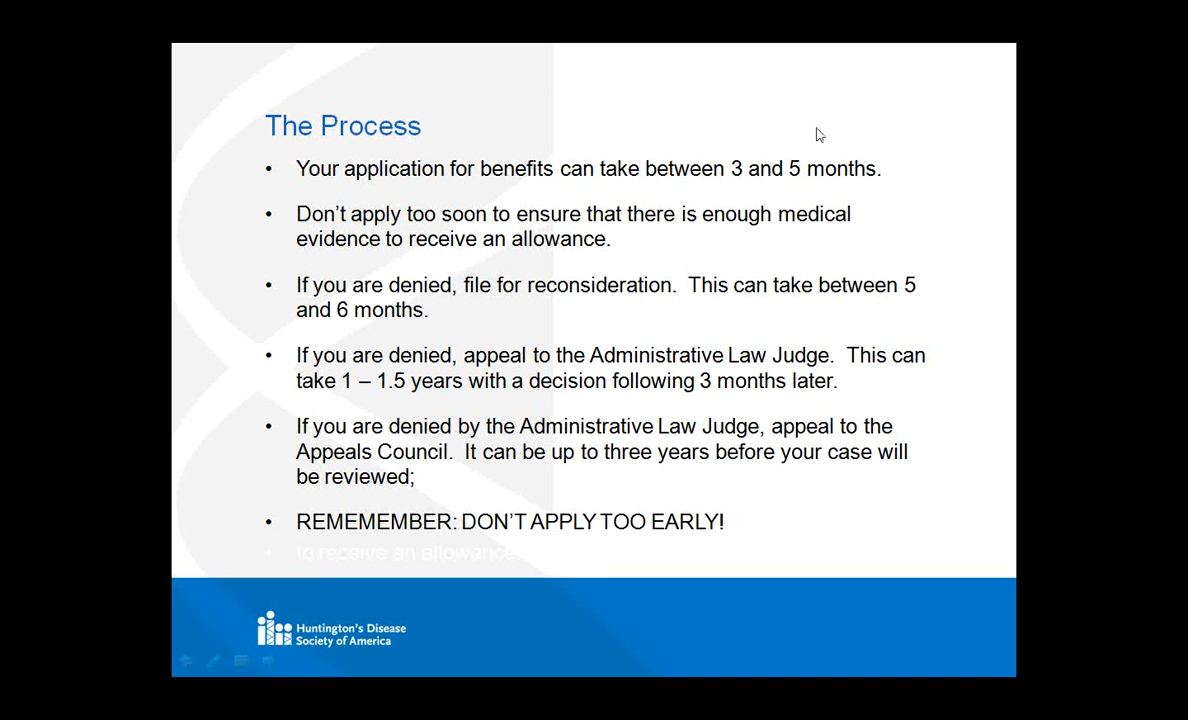 The Process
• Your application for benefits can take between 3 and 5 months.
• Don't apply too soon to ensure that there is enough medical
evidence to receive an allowance.
• If you are denied, file for reconsideration.  This can take between 5
and 6 months.
• If you are denied, appeal to the Administrative Law Judge.  This can
take 1 – 1.5 years with a decision following 3 months later.
• If you are denied by the Administrative Law Judge, appeal to the
Appeals Council.  It can be up to three years before your case will
be reviewed;
• REMEMEMBER: DON'T APPLY TOO EARLY!
• to receive an allowance
Huntington's Disease
Society of America